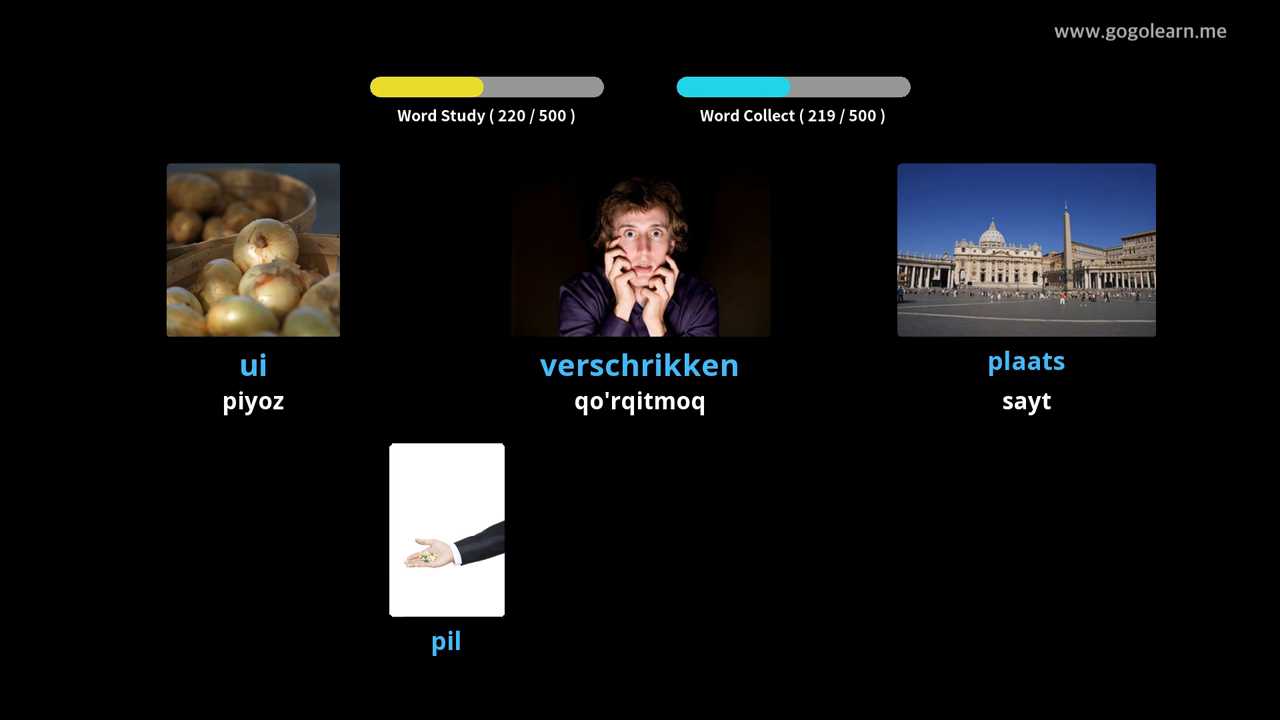 www.gogolearn.me
Word Study ( 220 / 500 )
Word Collect ( 219 / 500 )
ui
verschrikken
plaats
piyoz
qo'rqitmoq
sayt
pil